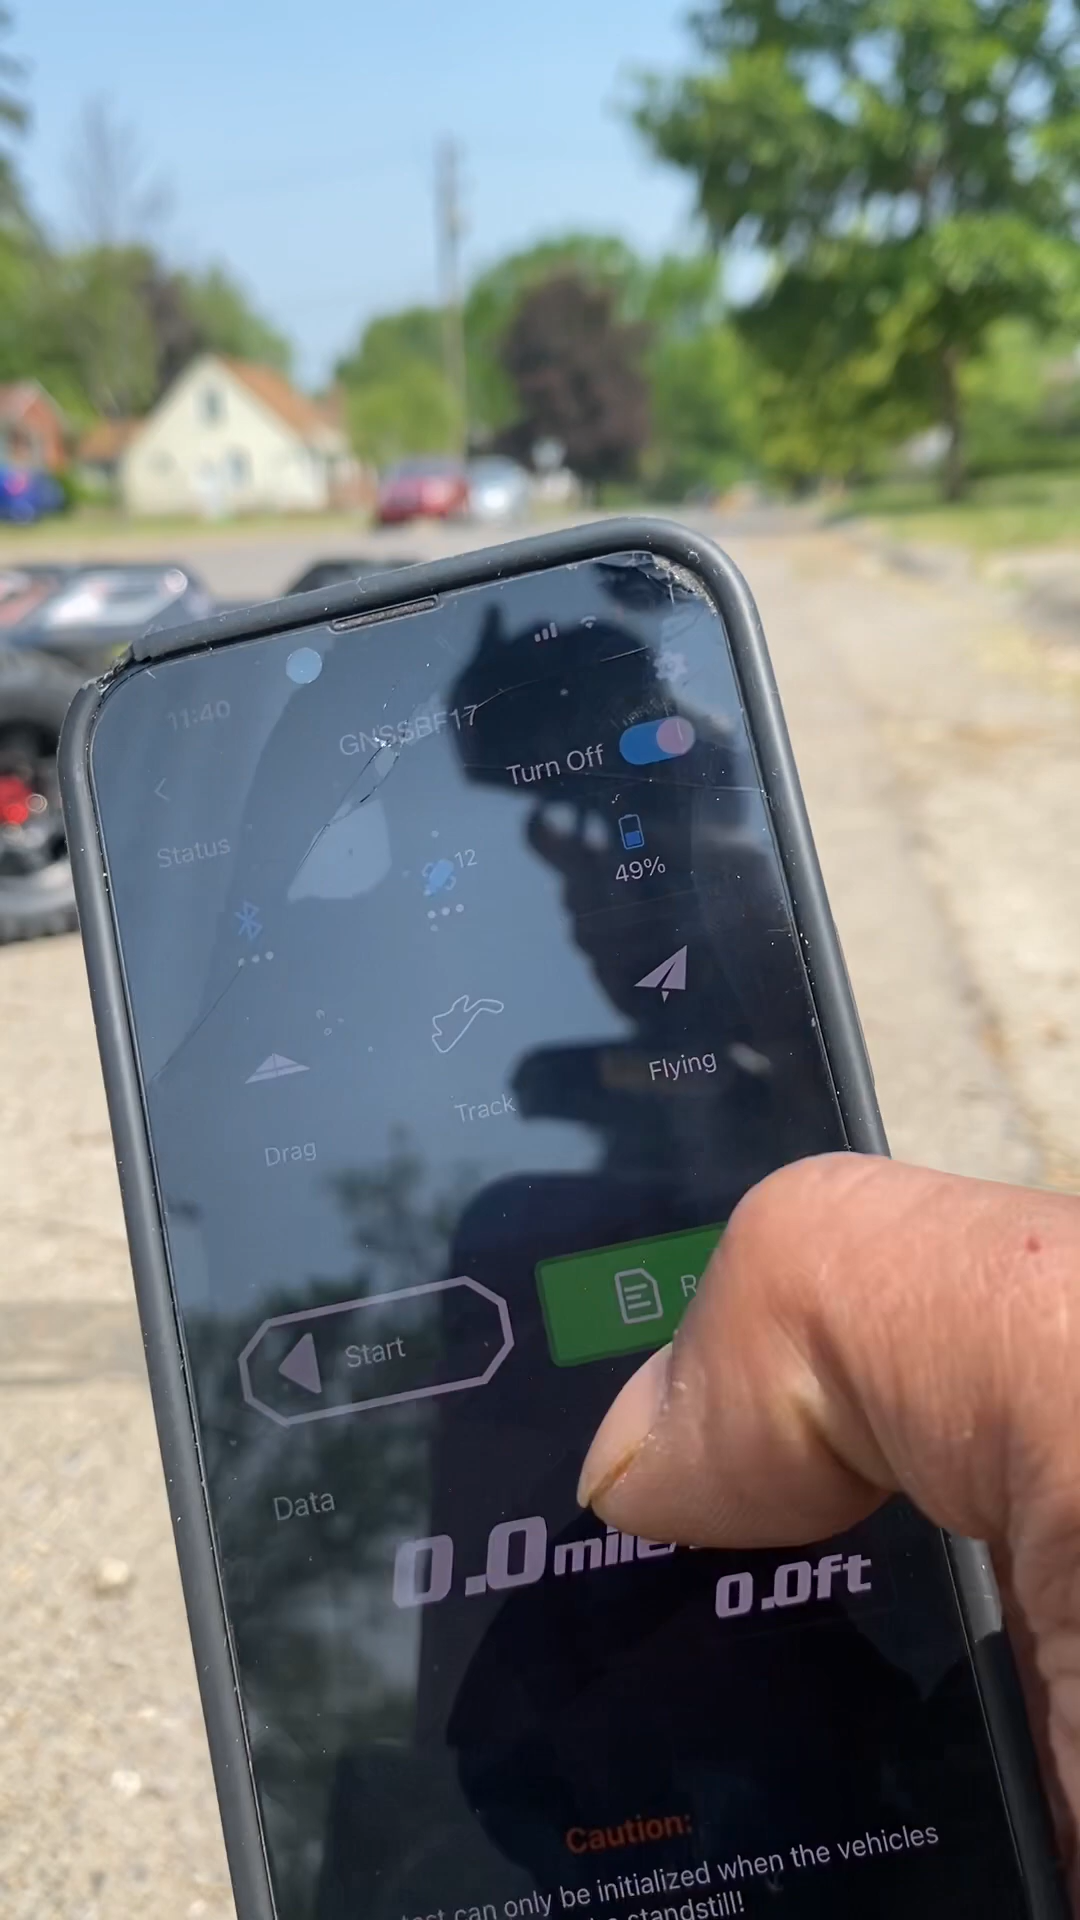 11:40
GNSSBF17
Turn Off
Status
12
49%
Drag
Track
Flying
Start
R
Data
0.0mile/
0.0ft
Caution:
test can only be initialized when the vehicles
standstill!